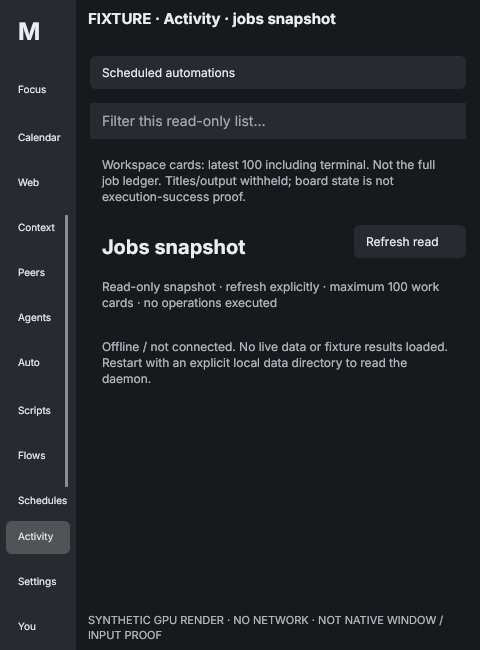 M
Focus
Calendar
Web
Context
Peers
Agents
Auto
Scripts
Flows
Schedules
Activity
Settings
You
FIXTURE · Activity · jobs snapshot
Scheduled automations
Filter this read-only list...
Workspace cards: latest 100 including terminal. Not the full
job ledger. Titles/output withheld; board state is not
execution-success proof.
Jobs snapshot
Refresh read
Read-only snapshot · refresh explicitly · maximum 100 work
cards · no operations executed
Offline / not connected. No live data or fixture results loaded.
Restart with an explicit local data directory to read the
daemon.
SYNTHETIC GPU RENDER · NO NETWORK · NOT NATIVE WINDOW /
INPUT PROOF